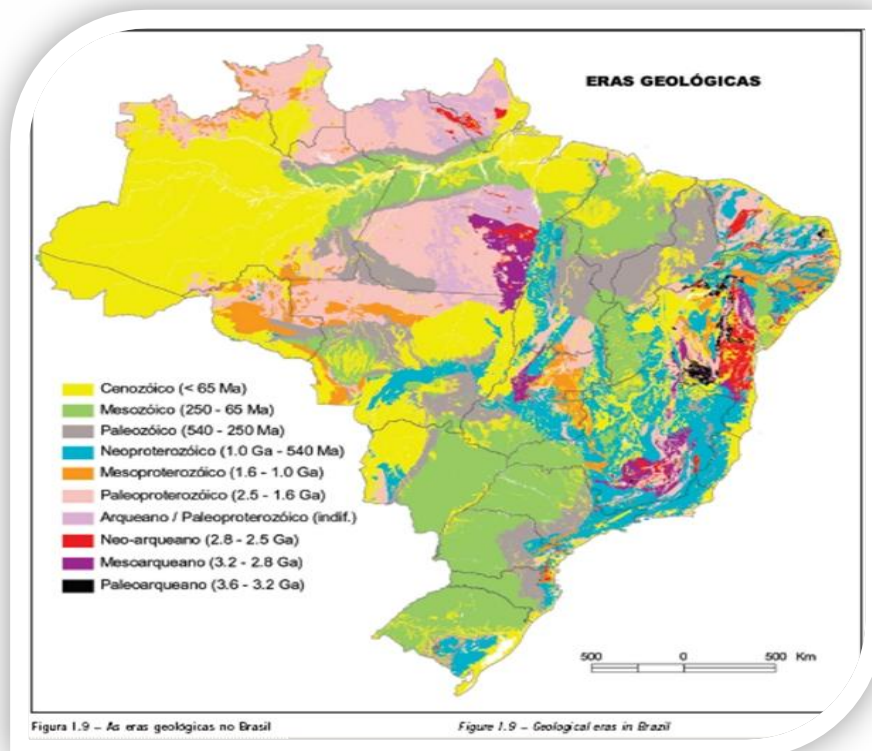 ERAS GEOLÓGICAS
Cenozóico (< 65 Ma)
Mesozóico (250 - 65 Ma)
Paleozóico (540 - 250 Ma)
Neoproterozóico (1.0 Ga - 540 Ma)
Mesoproterozóico (1.6 - 1.0 Ga)
Paleoproterozóico (2.5 - 1.6 Ga)
Arqueano / Paleoproterozóico (indif.)
Neo-arqueano (2.8 - 2.5 Ga)
Mesoarqueano (3.2 - 2.8 Ga)
Paleoarqueano (3.6 - 3.2 Ga)
500 0 500 Km
Figura 1.9 – As eras geológicas no Brasil
Figure 1.9 – Geological eras in Brazil